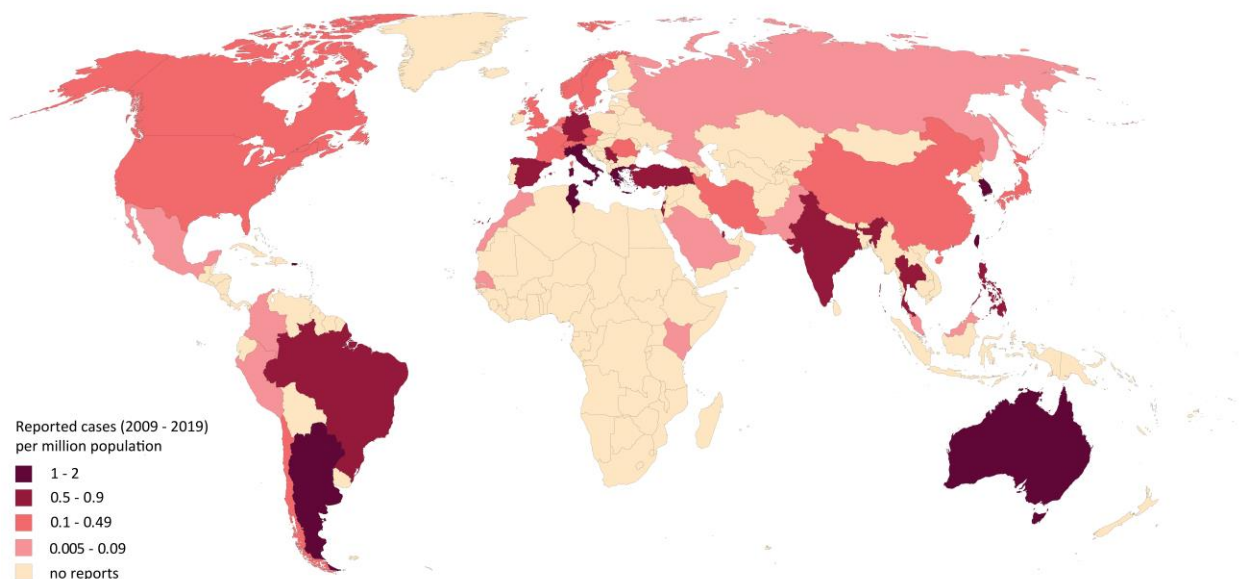 Reported cases (2009 - 2019)
per million population
1 - 2
0.5 - 0.9
0.1 - 0.49
0.005 - 0.09
no reports